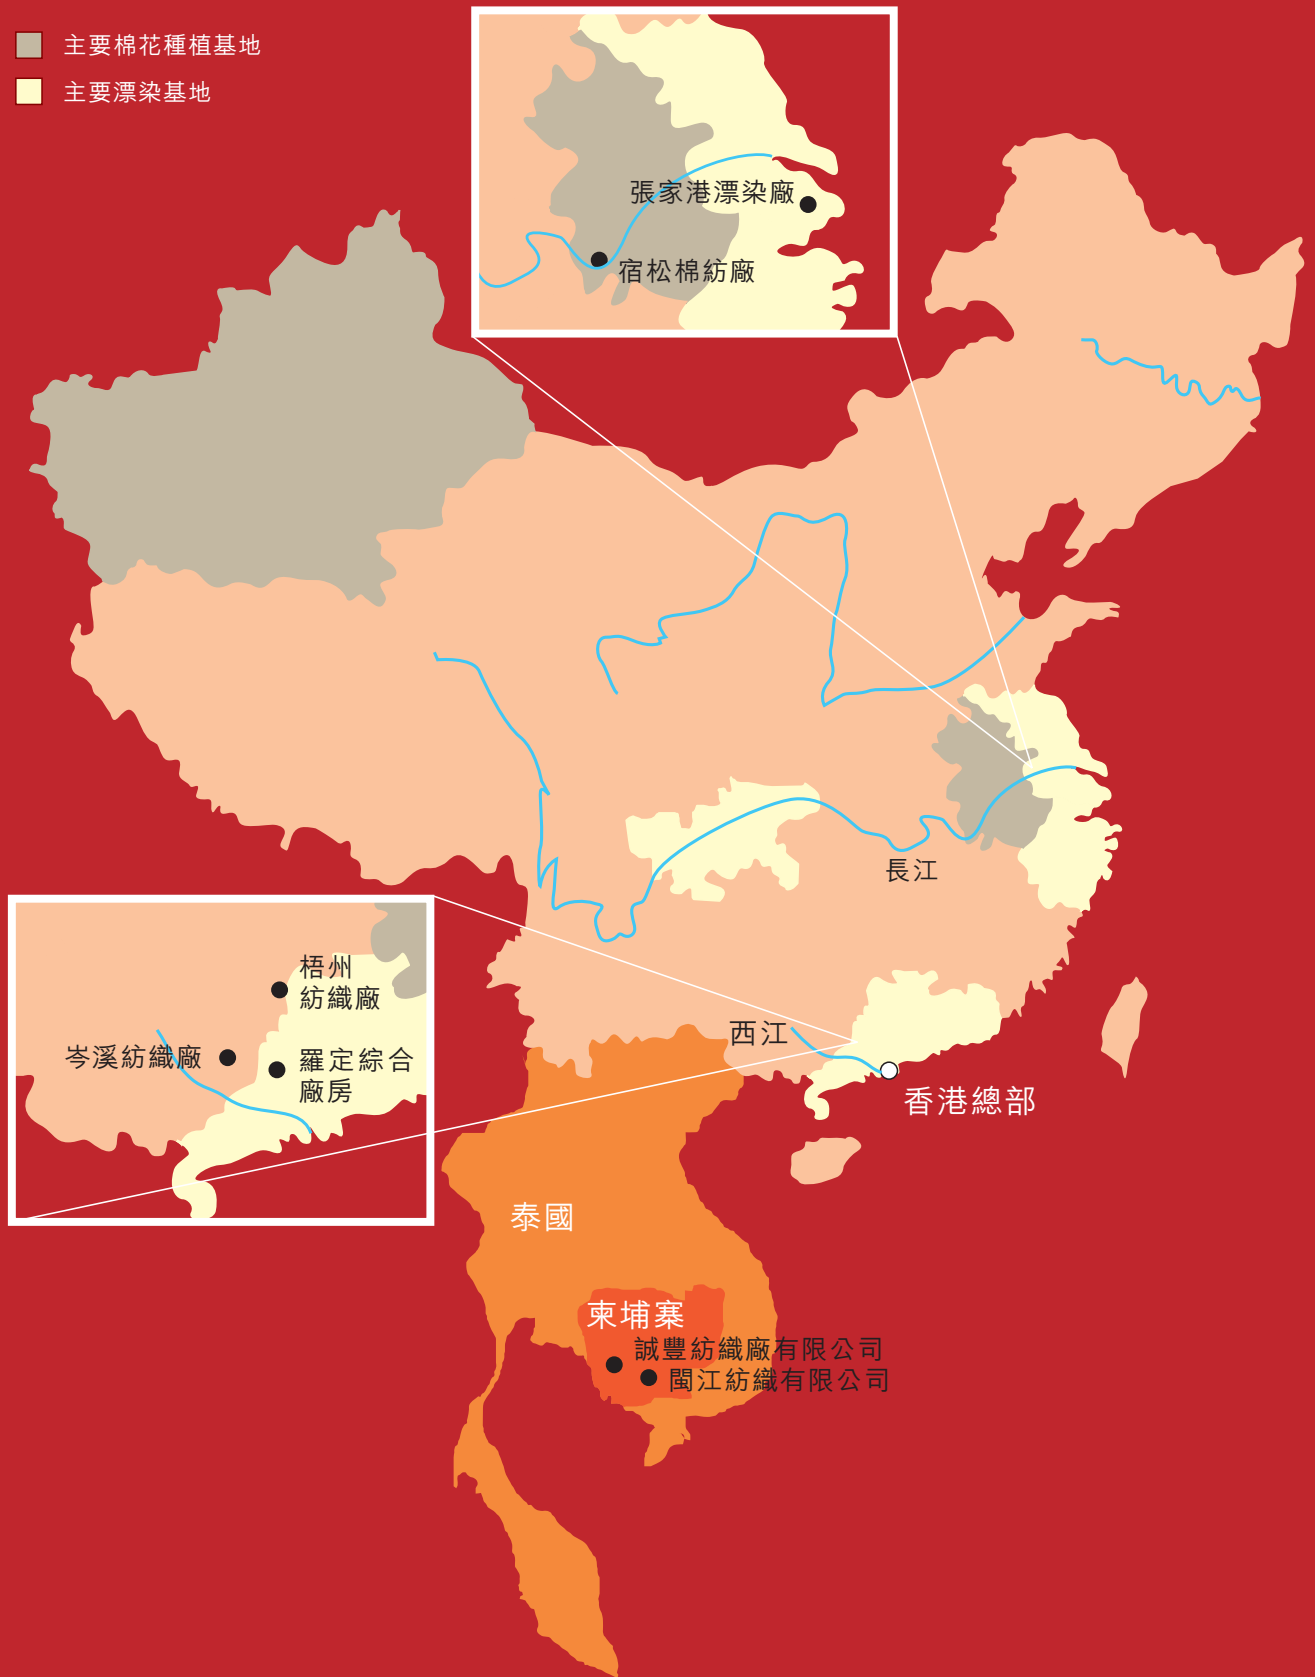 主要棉花種植基地
主要漂染基地
張家港漂染廠
宿松棉紡廠
長江
梧州
紡織廠
岑溪紡織廠
羅定綜合
廠房
西江
香港總部
泰國
柬埔寨
誠豐紡織廠有限公司
閩江紡織有限公司